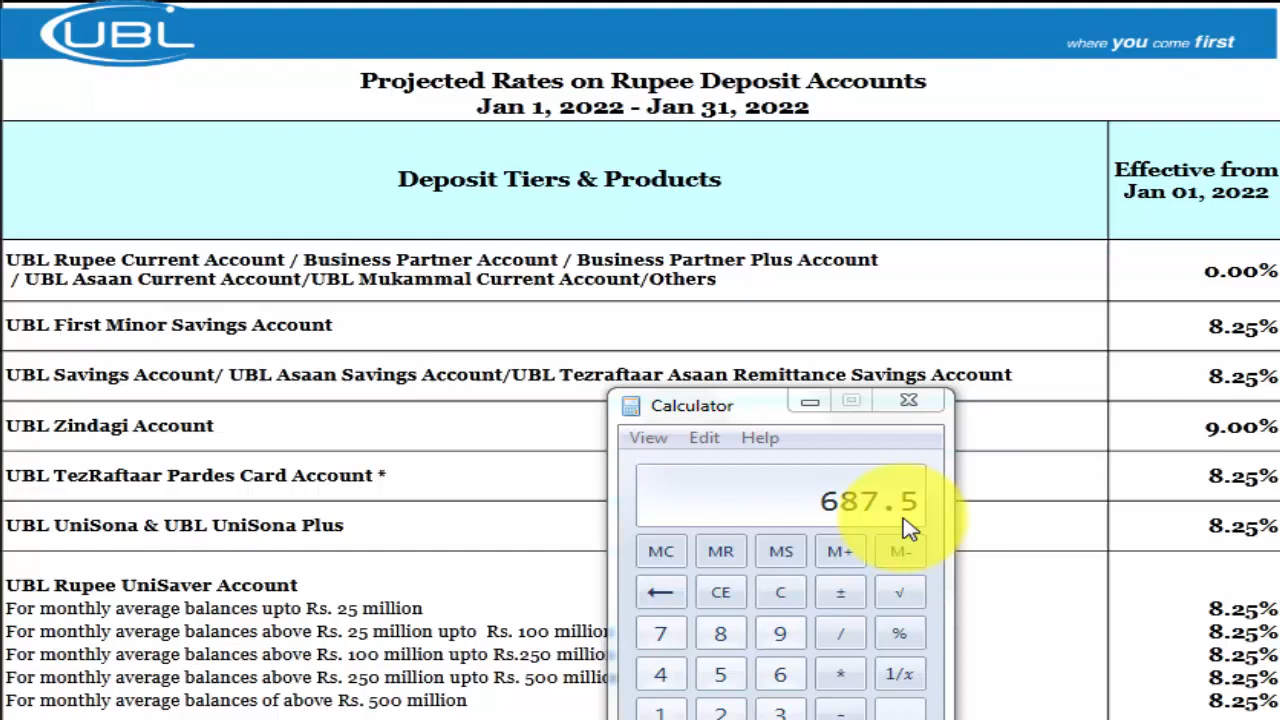 UBL
where you come first
Projected Rates on Rupee Deposit Accounts
Jan 1, 2022 - Jan 31, 2022
Deposit Tiers & Products
Effective from
Jan 01, 2022
UBL Rupee Current Account / Business Partner Account / Business Partner Plus Account
/ UBL Asaan Current Account/UBL Mukammal Current Account/Others
0.00%
UBL First Minor Savings Account
8.25%
UBL Savings Account/ UBL Asaan Savings Account/UBL Tezraftaar Asaan Remittance Savings Account
8.25%
UBL Zindagi Account
9.00%
UBL TezRaftaar Pardes Card Account *
8.25%
UBL UniSona & UBL UniSona Plus
8.25%
UBL Rupee UniSaver Account
For monthly average balances upto Rs. 25 million
8.25%
For monthly average balances above Rs. 25 million upto Rs. 100 million
8.25%
For monthly average balances above Rs. 100 million upto Rs.250 millio
8.25%
For monthly average balances above Rs. 250 million upto Rs. 500 millio
8.25%
For monthly average balances of above Rs. 500 million
8.25%
Calculator
View Edit Help
687.5
MC MR MS M+ M-
← CE C ± √
7 8 9 / %
4 5 6 * 1/x
1 2 3 -